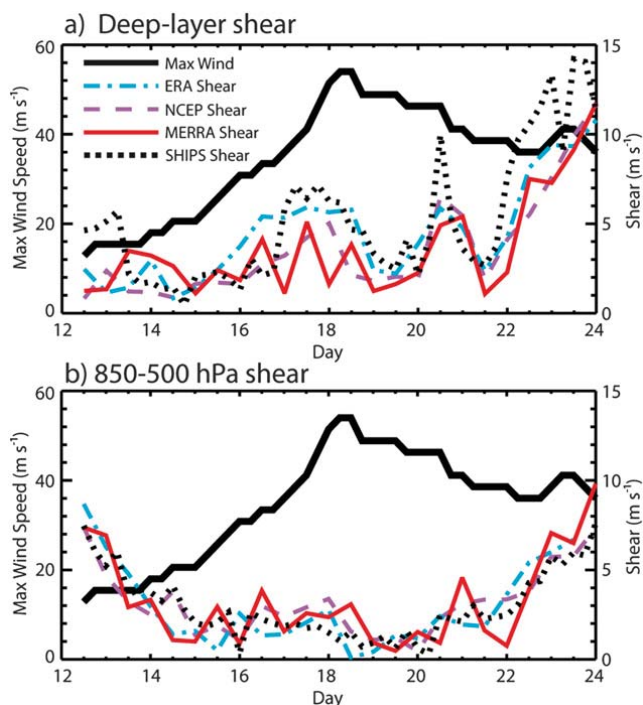 a) Deep-layer shear
60
40
20
0
Max Wind Speed (m s⁻¹)
Max Wind
ERA Shear
NCEP Shear
MERRA Shear
SHIPS Shear
15
10
5
0
Shear (m s⁻¹)
12 14 16 18 20 22 24
Day
b) 850-500 hPa shear
60
40
20
0
Max Wind Speed (m s⁻¹)
15
10
5
0
Shear (m s⁻¹)
12 14 16 18 20 22 24
Day